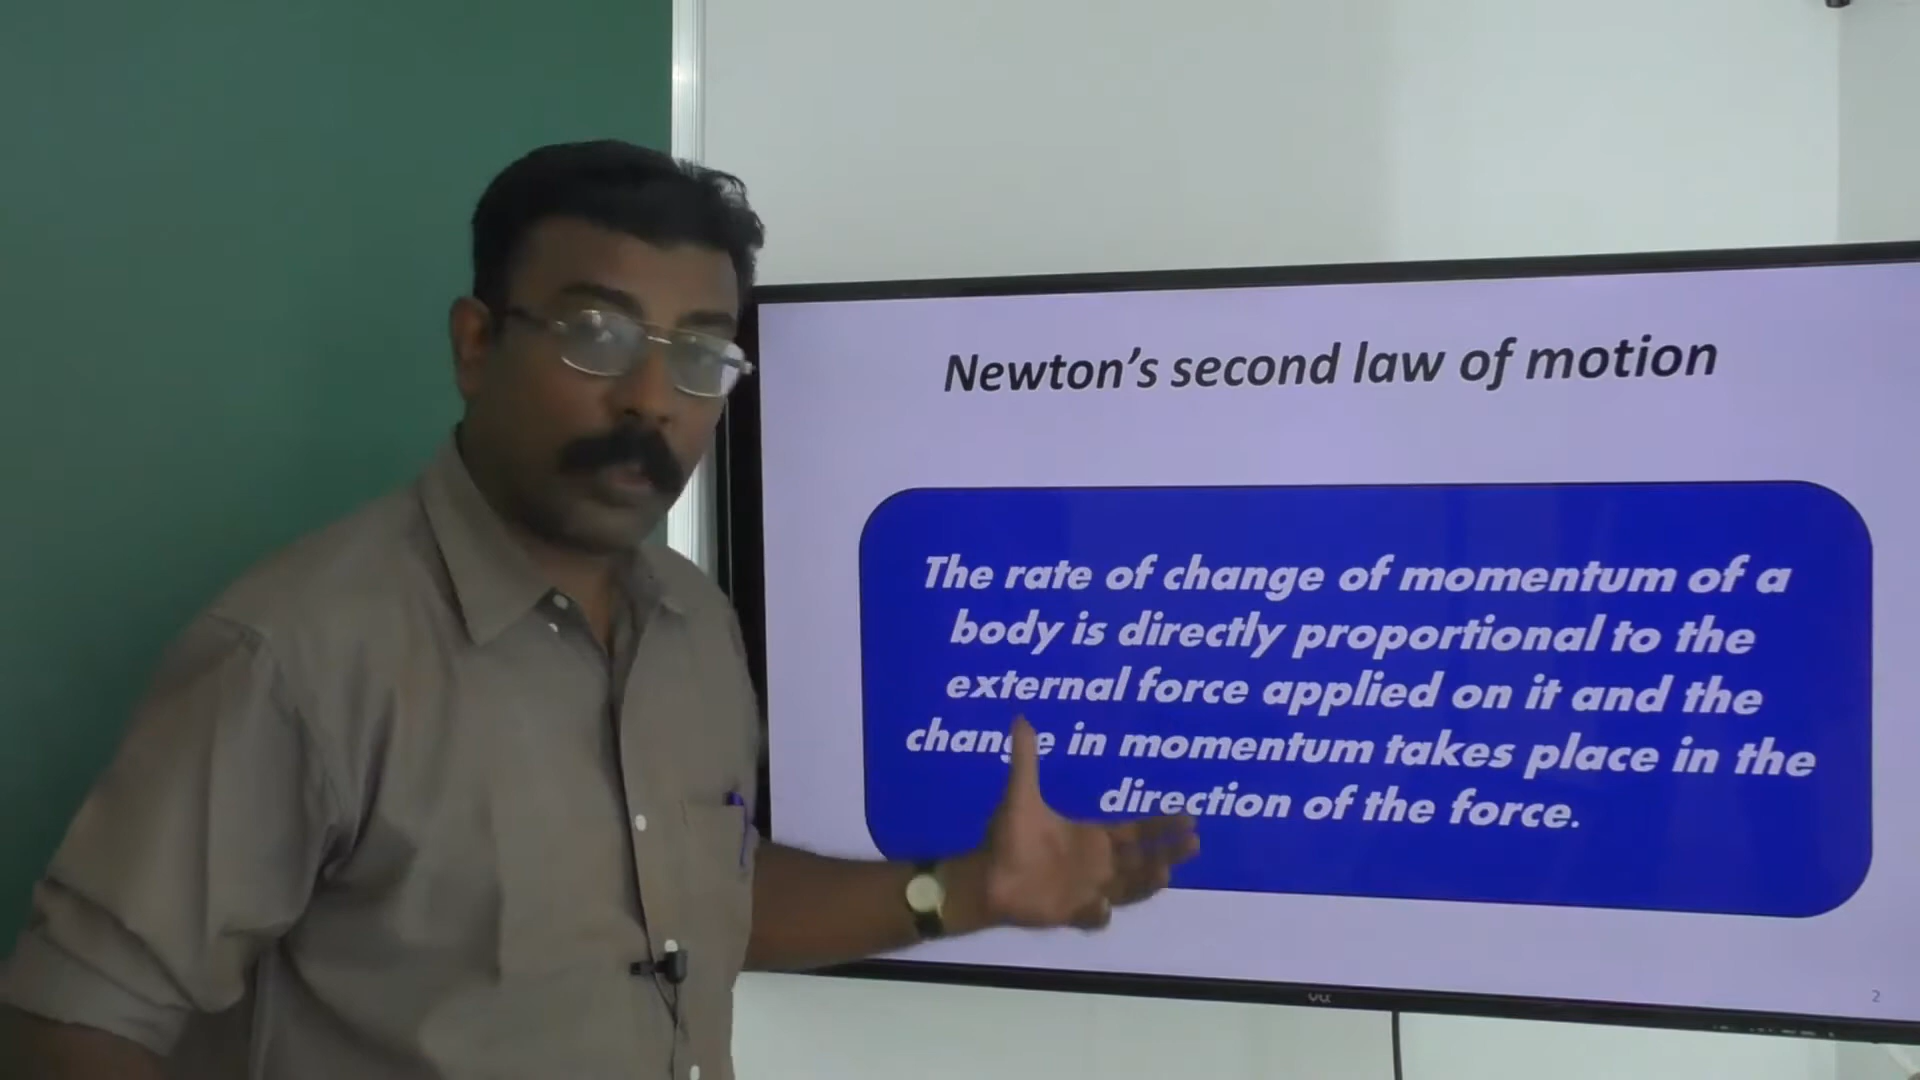 Newton's second law of motion
The rate of change of momentum of a
body is directly proportional to the
external force applied on it and the
change in momentum takes place in the
direction of the force.
vu
2